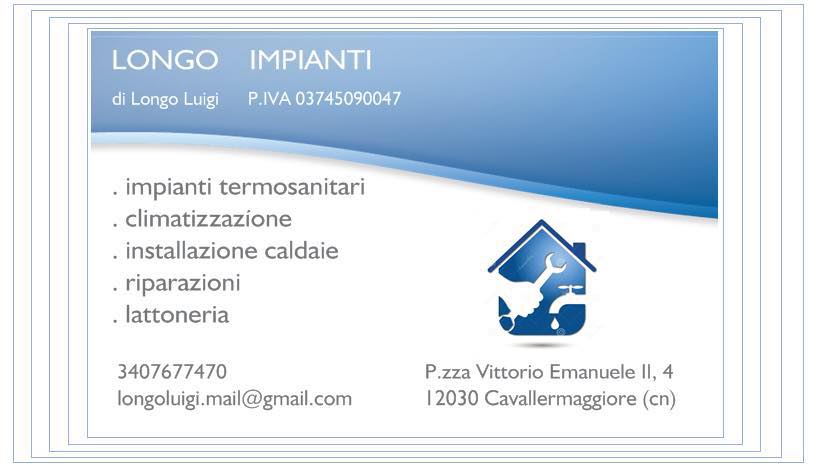 LONGO IMPIANTI
di Longo Luigi P.IVA 03745090047
. impianti termosanitari
. climatizzazíone
. installazione caldaie
. riparazioni
. lattoneria
3407677470
longoluigi.mail@gmail.com
P.zza Vittorio Emanuele II, 4
12030 Cavallermaggiore (cn)